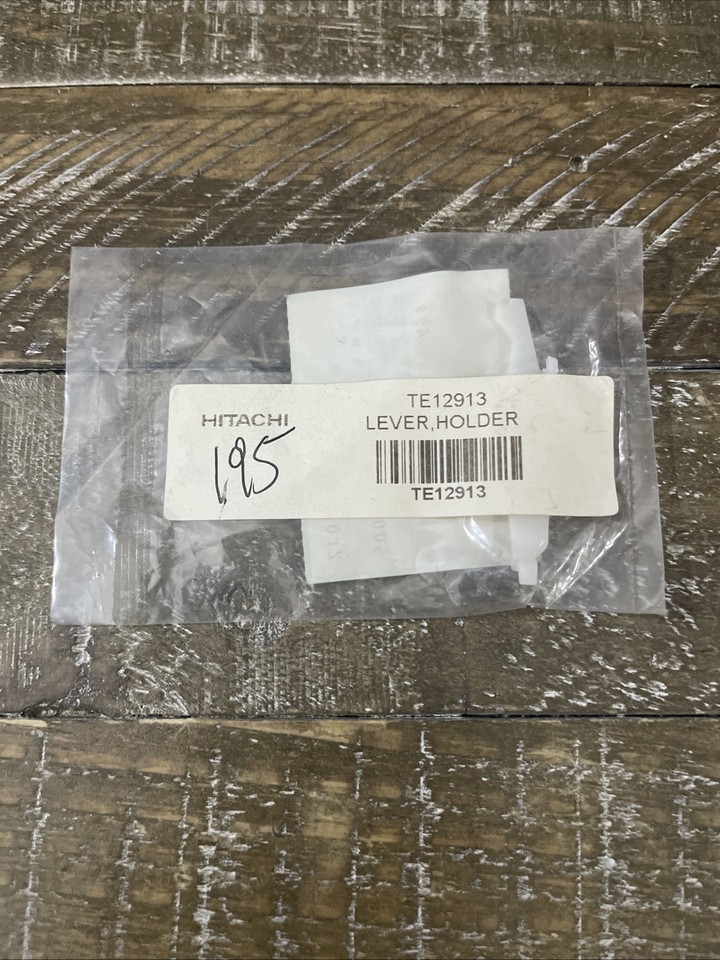 HITACHI
195
TE12913
LEVER,HOLDER
TE12913